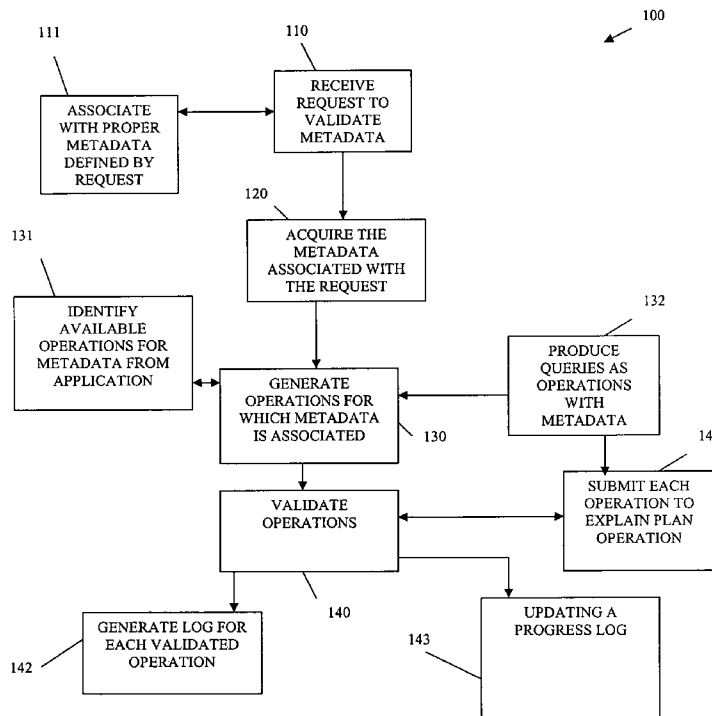 100
111
110
RECEIVE
REQUEST TO
VALIDATE
METADATA
ASSOCIATE
WITH PROPER
METADATA
DEFINED BY
REQUEST
120
ACQUIRE THE
METADATA
ASSOCIATED WITH
THE REQUEST
131
IDENTIFY
AVAILABLE
OPERATIONS FOR
METADATA FROM
APPLICATION
132
PRODUCE
QUERIES AS
OPERATIONS
WITH
METADATA
GENERATE
OPERATIONS FOR
WHICH METADATA
IS ASSOCIATED
130
SUBMIT EACH
OPERATION TO
EXPLAIN PLAN
OPERATION
VALIDATE
OPERATIONS
140
GENERATE LOG FOR
EACH VALIDATED
OPERATION
142
UPDATING A
PROGRESS LOG
143